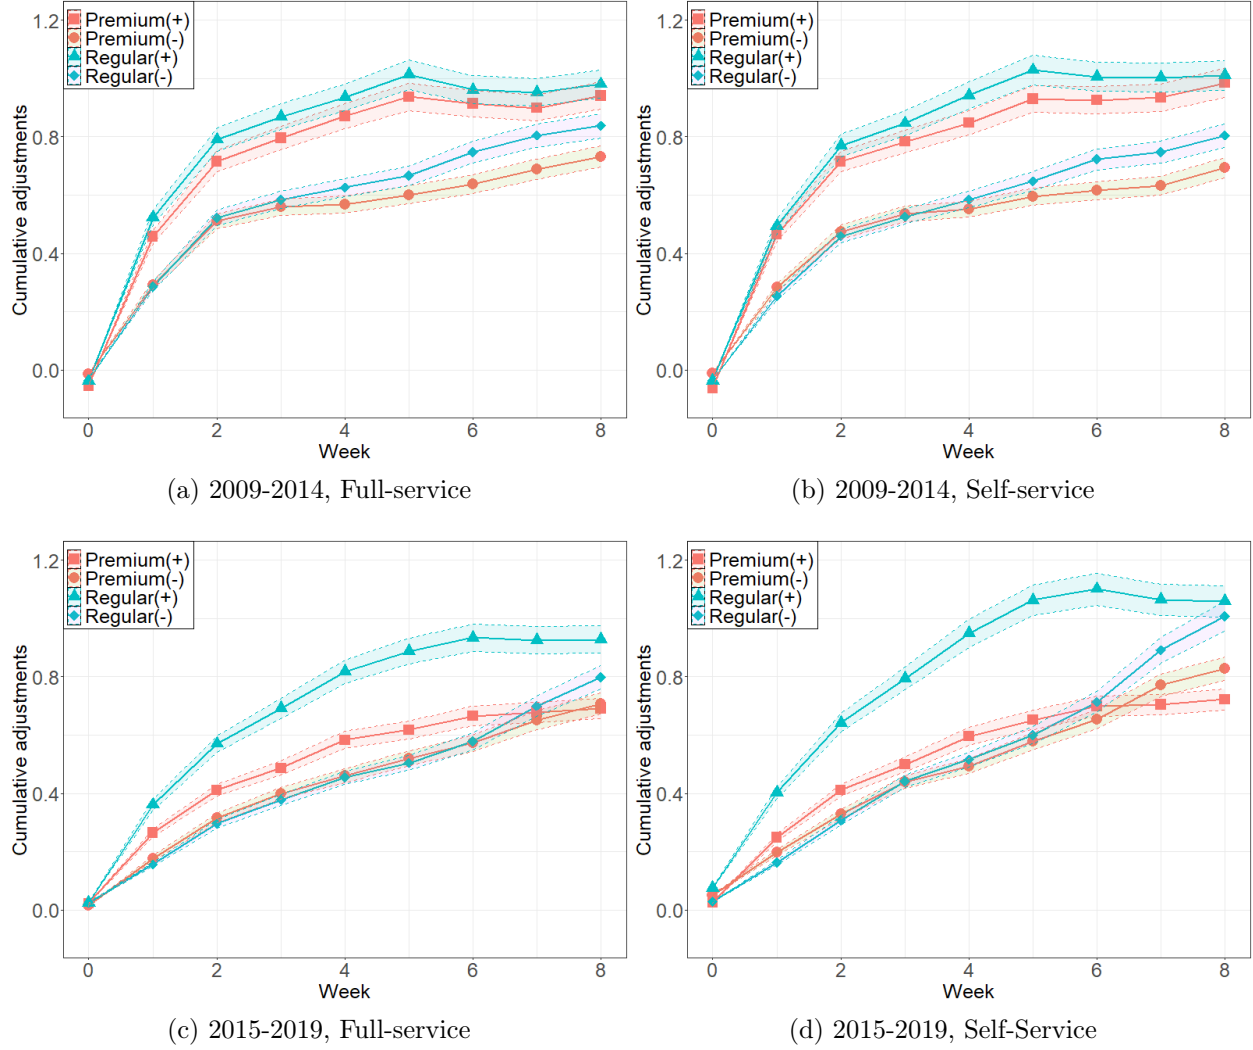 Premium(+)
Premium(-)
Regular(+)
Regular(-)
1.2
0.8
0.4
0.0
Cumulative adjustments
0 2 4 6 8
Week
(a) 2009-2014, Full-service
Premium(+)
Premium(-)
Regular(+)
Regular(-)
1.2
0.8
0.4
0.0
Cumulative adjustments
0 2 4 6 8
Week
(b) 2009-2014, Self-service
Premium(+)
Premium(-)
Regular(+)
Regular(-)
1.2
0.8
0.4
0.0
Cumulative adjustments
0 2 4 6 8
Week
(c) 2015-2019, Full-service
Premium(+)
Premium(-)
Regular(+)
Regular(-)
1.2
0.8
0.4
0.0
Cumulative adjustments
0 2 4 6 8
Week
(d) 2015-2019, Self-Service